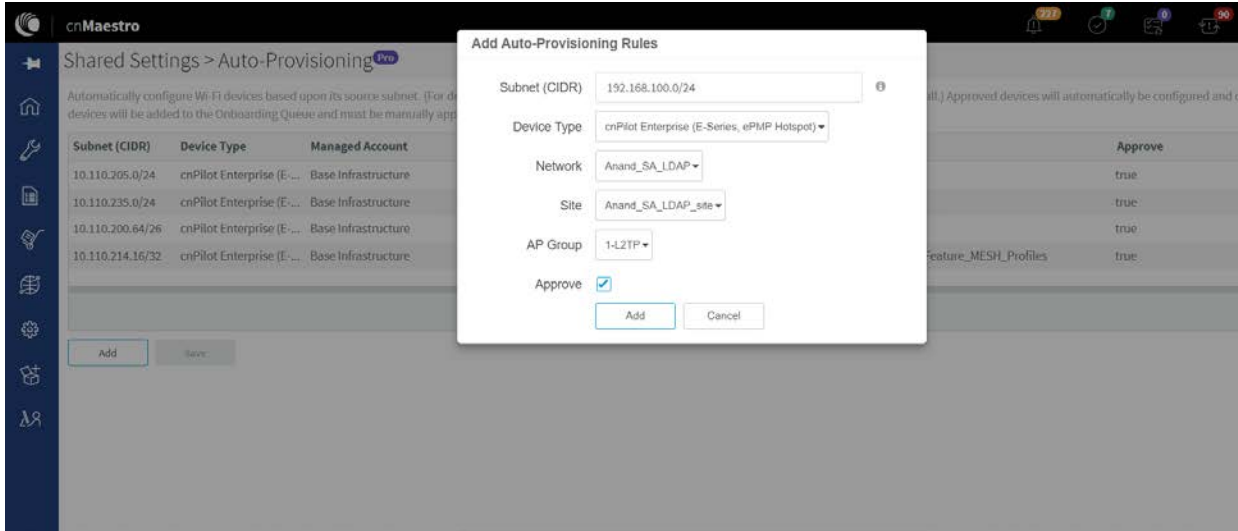 cnMaestro
227
7
0
90
Shared Settings > Auto-Provisioning Pro
Automatically configure Wi-Fi devices based upon its source subnet. (For de
all.) Approved devices will automatically be configured and
devices will be added to the Onboarding Queue and must be manually app
Subnet (CIDR) Device Type Managed Account Approve
10.110.205.0/24 cnPilot Enterprise (E-... Base Infrastructure true
10.110.235.0/24 cnPilot Enterprise (E-... Base Infrastructure true
10.110.200.64/26 cnPilot Enterprise (E-... Base Infrastructure true
10.110.214.16/32 cnPilot Enterprise (E-... Base Infrastructure Feature_MESH_Profiles true
Add Save
Add Auto-Provisioning Rules
Subnet (CIDR) 192.168.100.0/24
Device Type cnPilot Enterprise (E-Series, ePMP Hotspot)
Network Anand_SA_LDAP
Site Anand_SA_LDAP_site
AP Group 1-L2TP
Approve
Add Cancel